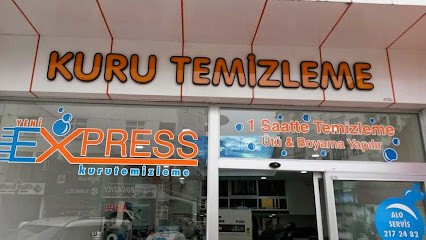 KURU TEMİZLEME
YENİ
EXPRESS
kurutemizleme
1 Saatte Temizleme
Ütü & Boyama Yapılır
ALO
SERVİS
217 24 82